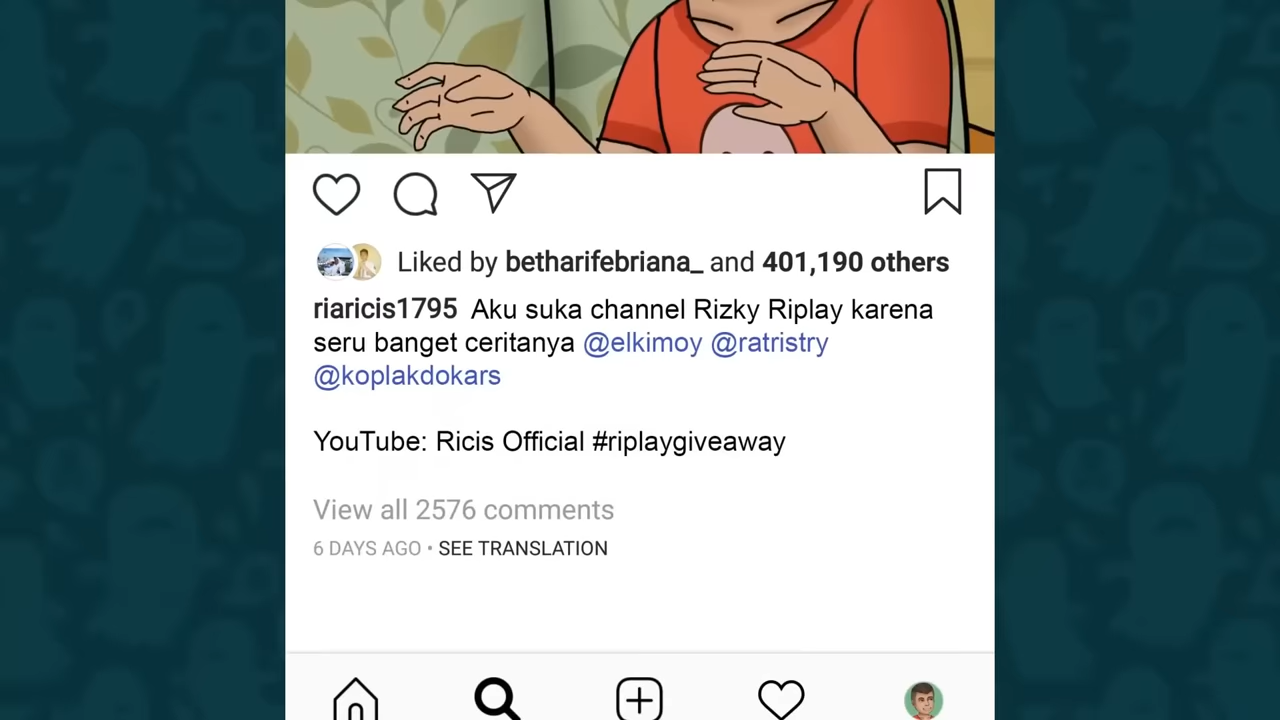 Liked by betharifebriana_ and 401,190 others
riaricis1795 Aku suka channel Rizky Riplay karena
seru banget ceritanya @elkimoy @ratristry
@koplakdokars
YouTube: Ricis Official #riplaygiveaway
View all 2576 comments
6 DAYS AGO • SEE TRANSLATION